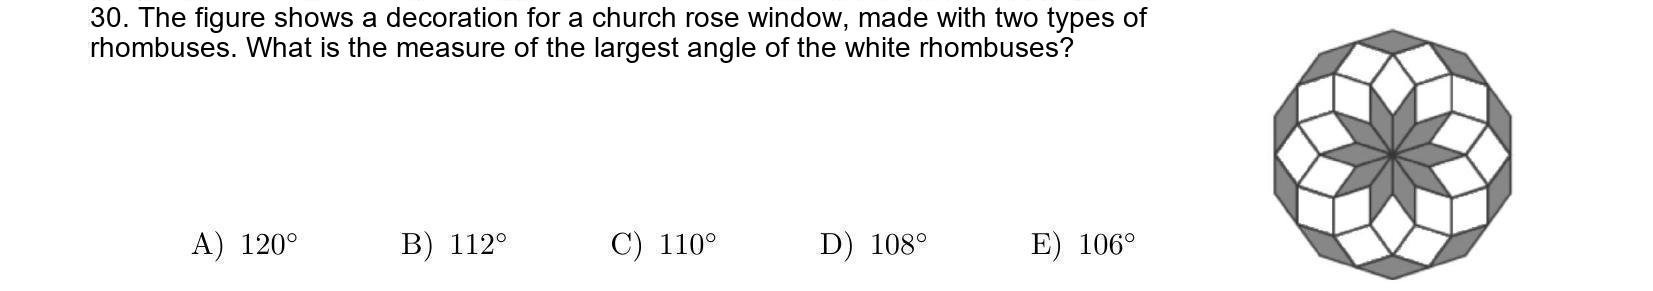 30. The figure shows a decoration for a church rose window, made with two types of
rhombuses. What is the measure of the largest angle of the white rhombuses?
A) 120° B) 112° C) 110° D) 108° E) 106°